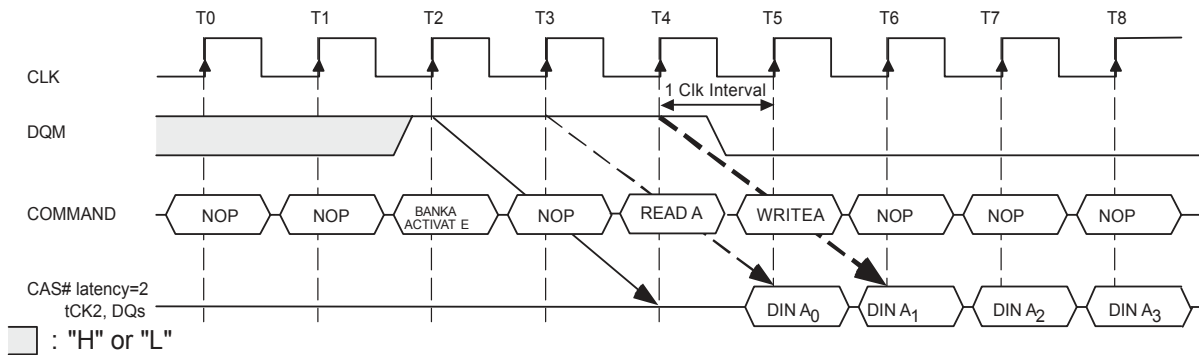 T0 T1 T2 T3 T4 T5 T6 T7 T8
CLK
1 Clk Interval
DQM
COMMAND NOP NOP BANKA ACTIVAT E NOP READ A WRITEA NOP NOP NOP
CAS# latency=2
tCK2, DQs
DIN A0 DIN A1 DIN A2 DIN A3
: "H" or "L"